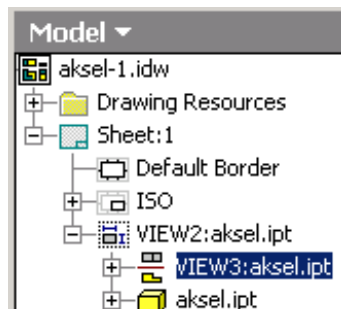 Model
aksel-1.idw
Drawing Resources
Sheet:1
Default Border
ISO
VIEW2:aksel.ipt
VIEW3:aksel.ipt
aksel.ipt